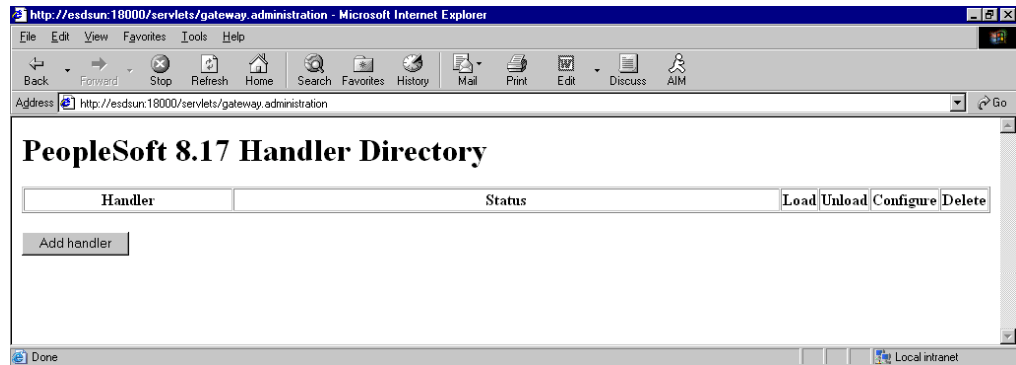 http://esdsun:18000/servlets/gateway.administration - Microsoft Internet Explorer
File Edit View Favorites Tools Help
Back Forward Stop Refresh Home Search Favorites History Mail Print Edit Discuss AIM
Address http://esdsun:18000/servlets/gateway.administration Go
PeopleSoft 8.17 Handler Directory
Handler Status Load Unload Configure Delete
Add handler
Done Local intranet